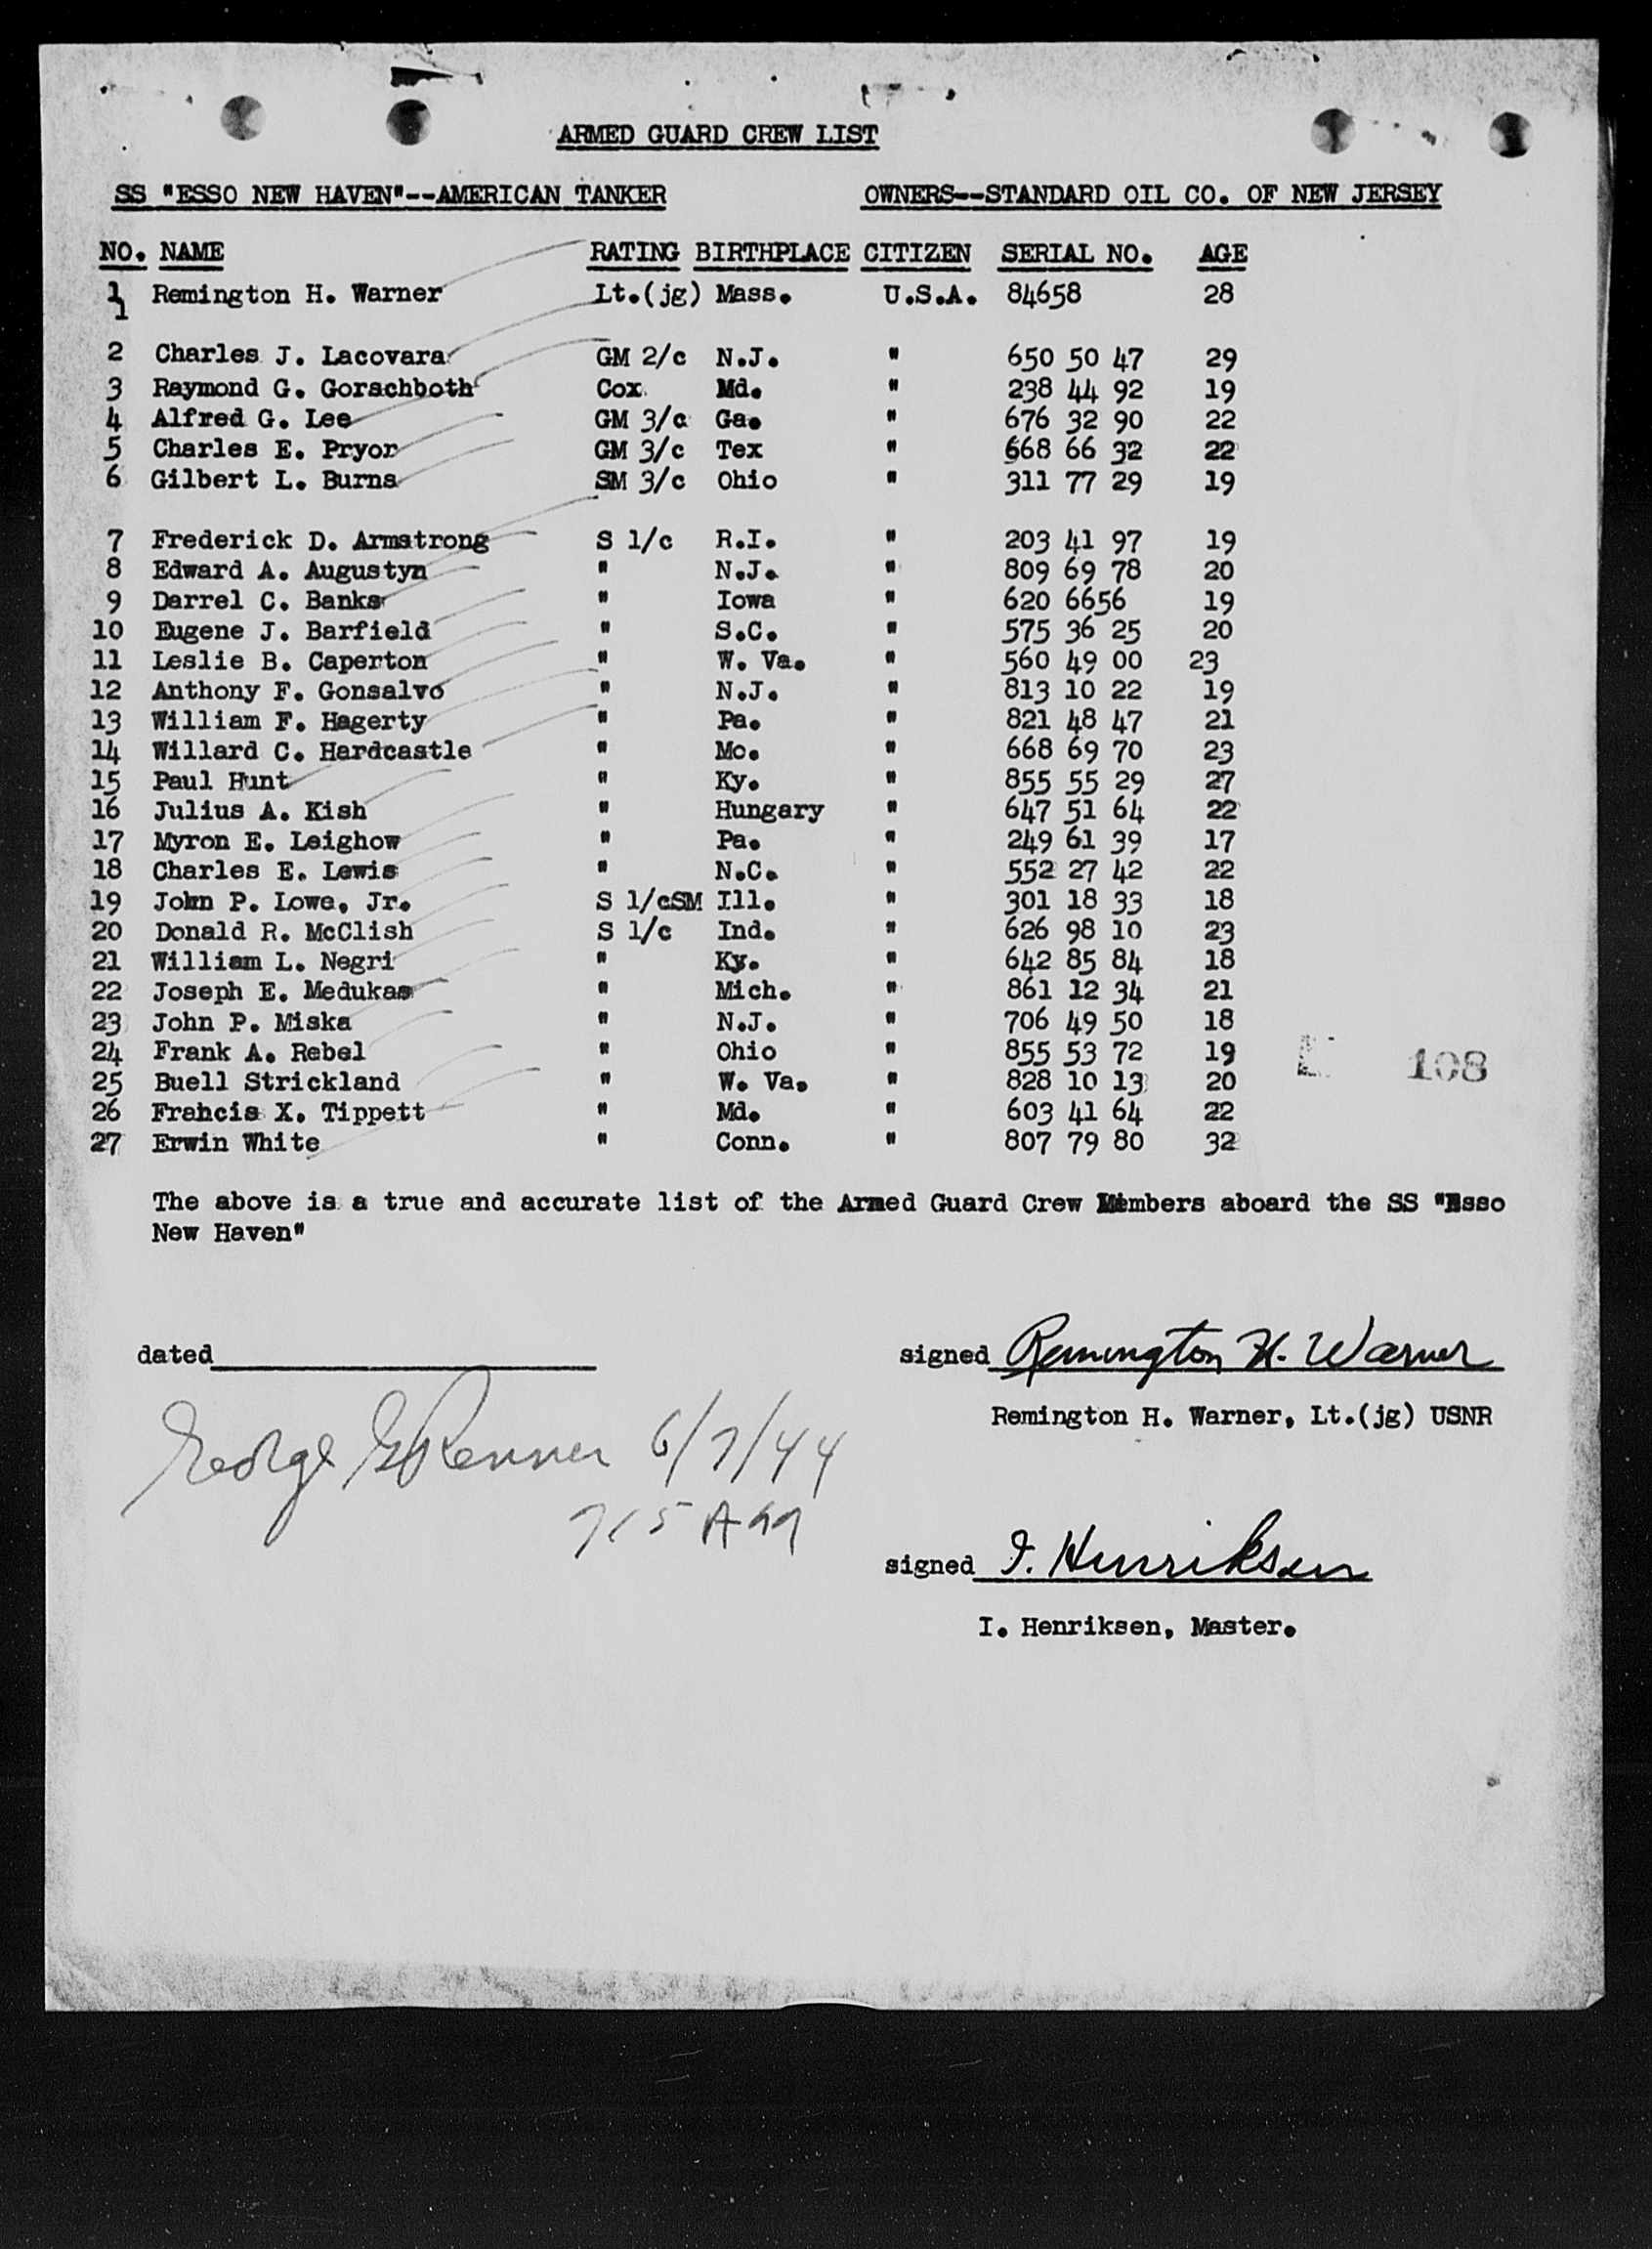 ARMED GUARD CREW LIST
SS "ESSO NEW HAVEN"--AMERICAN TANKER OWNERS--STANDARD OIL CO. OF NEW JERSEY
NO. NAME RATING BIRTHPLACE CITIZEN SERIAL NO. AGE
1 Remington H. Warner Lt.(jg) Mass. U.S.A. 84658 28
2 Charles J. Lacovara GM 2/c N.J. " 650 50 47 29
3 Raymond G. Gorschboth Cox Md. " 238 44 92 19
4 Alfred G. Lee GM 3/c Ga. " 676 32 90 22
5 Charles E. Pryor GM 3/c Tex " 668 66 32 22
6 Gilbert L. Burns SM 3/c Ohio " 311 77 29 19
7 Frederick D. Armstrong S 1/c R.I. " 203 41 97 19
8 Edward A. Augustyn " N.J. " 809 69 78 20
9 Darrel C. Banks " Iowa " 620 6656 19
10 Eugene J. Barfield " S.C. " 575 36 25 20
11 Leslie B. Caperton " W. Va. " 560 49 00 23
12 Anthony F. Gonsalvo " N.J. " 813 10 22 19
13 William F. Hagerty " Pa. " 821 48 47 21
14 Willard C. Hardcastle " Mo. " 668 69 70 23
15 Paul Hunt " Ky. " 855 55 29 27
16 Julius A. Kish " Hungary " 647 51 64 22
17 Myron E. Leighow " Pa. " 249 61 39 17
18 Charles E. Lewis " N.C. " 552 27 42 22
19 John P. Lowe, Jr. S 1/cSM Ill. " 301 18 33 18
20 Donald R. McClish S 1/c Ind. " 626 98 10 23
21 William L. Negri " Ky. " 642 85 84 18
22 Joseph E. Medukas " Mich. " 861 12 34 21
23 John P. Miska " N.J. " 706 49 50 18
24 Frank A. Rebel " Ohio " 855 53 72 19
108
25 Buell Strickland " W. Va. " 828 10 13 20
26 Frahcis X. Tippett " Md. " 603 41 64 22
27 Erwin White " Conn. " 807 79 80 32
The above is a true and accurate list of the Armed Guard Crew Members aboard the SS "Esso
New Haven"
dated signed Remington H. Warner
Remington H. Warner, Lt.(jg) USNR
George Renner 6/7/44
715 A
signed I. Henriksen
I. Henriksen, Master.